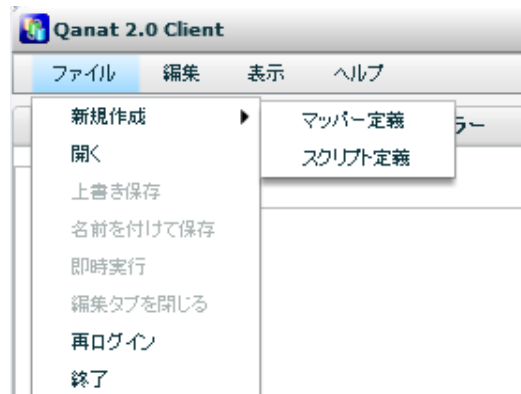 Qanat 2.0 Client
ファイル 編集 表示 ヘルプ
新規作成
マッパー定義
スクリプト定義
ラー
開く
上書き保存
名前を付けて保存
即時実行
編集タブを閉じる
再ログイン
終了